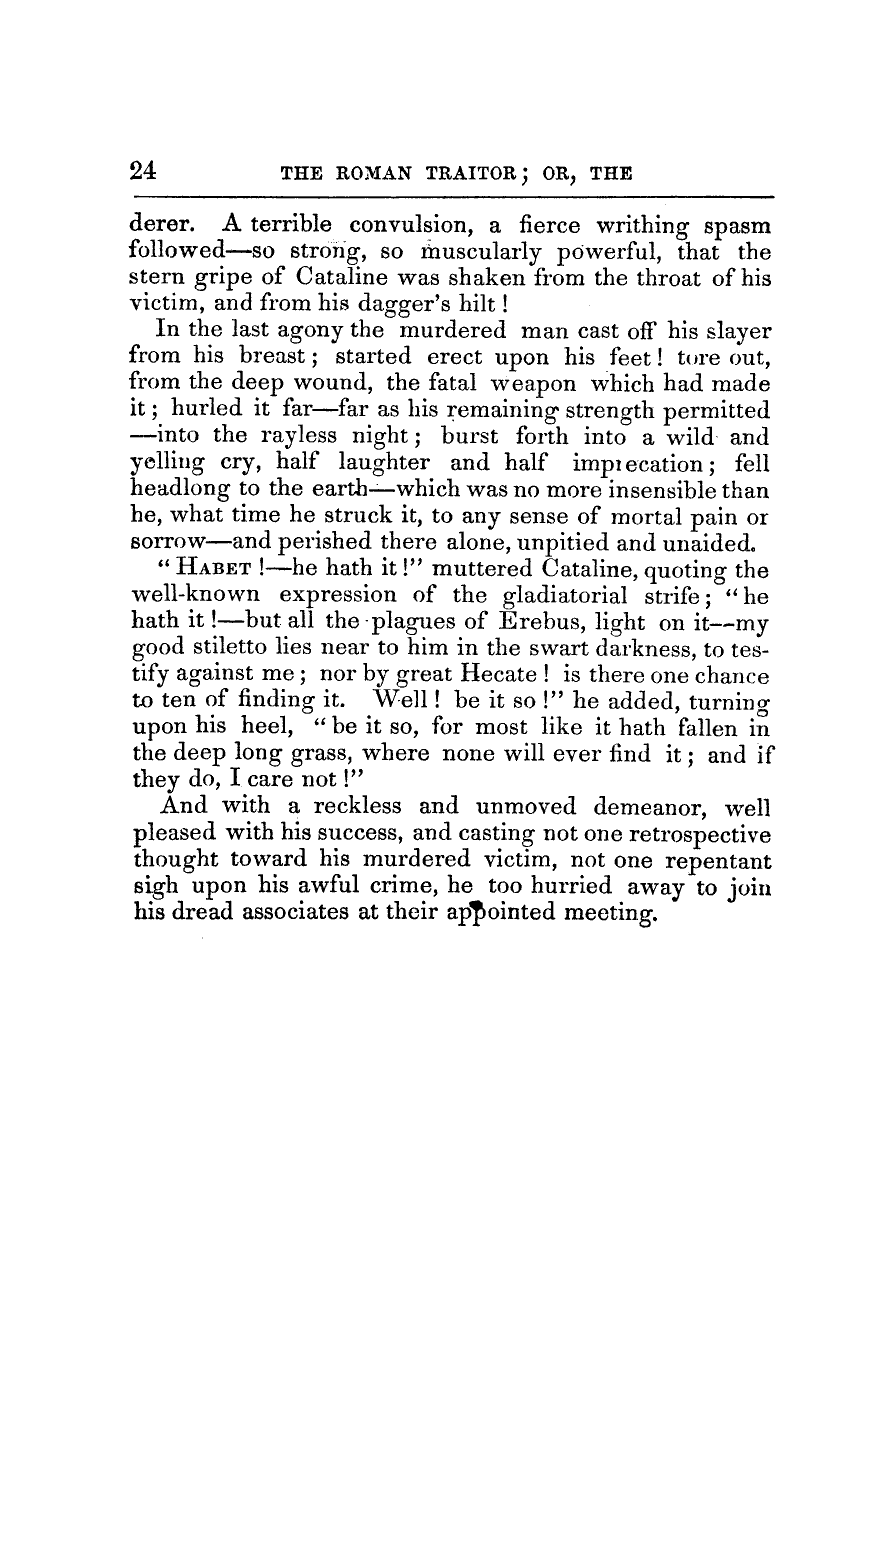 24 THE ROMAN TRAITOR; OR, THE
derer. A terrible convulsion, a fierce writhing spasm
followed—so strong, so muscularly powerful, that the
stern gripe of Cataline was shaken from the throat of his
victim, and from his dagger's hilt!
In the last agony the murdered man cast off his slayer
from his breast; started erect upon his feet! tore out,
from the deep wound, the fatal weapon which had made
it; hurled it far—far as his remaining strength permitted
—into the rayless night; burst forth into a wild and
yelling cry, half laughter and half imprecation; fell
headlong to the earth—which was no more insensible than
he, what time he struck it, to any sense of mortal pain or
sorrow—and perished there alone, unpitied and unaided.
"HABET!—he hath it!" muttered Cataline, quoting the
well-known expression of the gladiatorial strife; "he
hath it!—but all the plagues of Erebus, light on it—my
good stiletto lies near to him in the swart darkness, to tes-
tify against me; nor by great Hecate! is there one chance
to ten of finding it. Well! be it so!" he added, turning
upon his heel, "be it so, for most like it hath fallen in
the deep long grass, where none will ever find it; and if
they do, I care not!"
And with a reckless and unmoved demeanor, well
pleased with his success, and casting not one retrospective
thought toward his murdered victim, not one repentant
sigh upon his awful crime, he too hurried away to join
his dread associates at their appointed meeting.